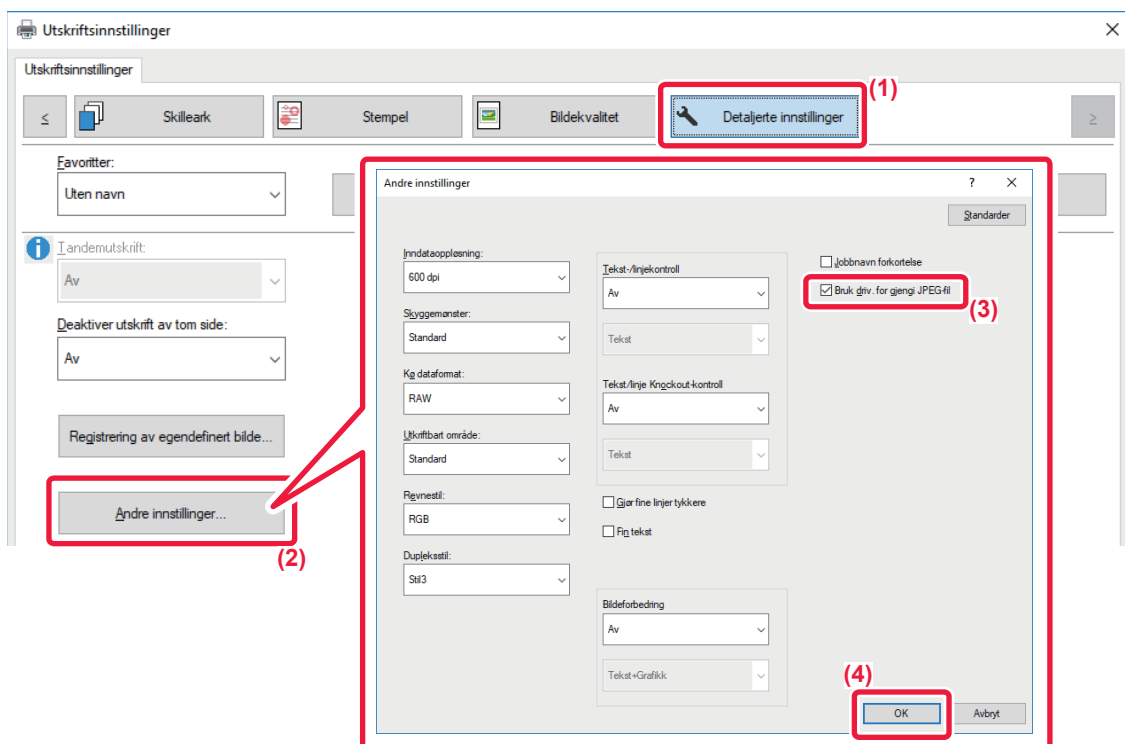 Utskriftsinnstillinger
Utskriftsinnstillinger
(1)
< Skilleark Stempel Bildekvalitet Detaljerte innstillinger >
Favoritter:
Uten navn
Tandemutskrift:
Av
Deaktiver utskrift av tom side:
Av
Registrering av egendefinert bilde...
Andre innstillinger...
(2)
Andre innstillinger ? ×
Standarder
Inndataoppløsning:
600 dpi
Skyggemønster:
Standard
Kø dataformat:
RAW
Utkriftbart område:
Standard
Revnestil:
RGB
Dupleksstil:
Stil3
Tekst-/linjekontroll
Av
Tekst
Tekst/linje Knockout-kontroll
Av
Tekst
Gjør fine linjer tykkere
Fin tekst
Bildeforbedring
Av
Tekst+Grafikk
Jobbnavn forkortelse
Bruk driv. for gjengi JPEG-fil
(3)
(4)
OK Avbryt